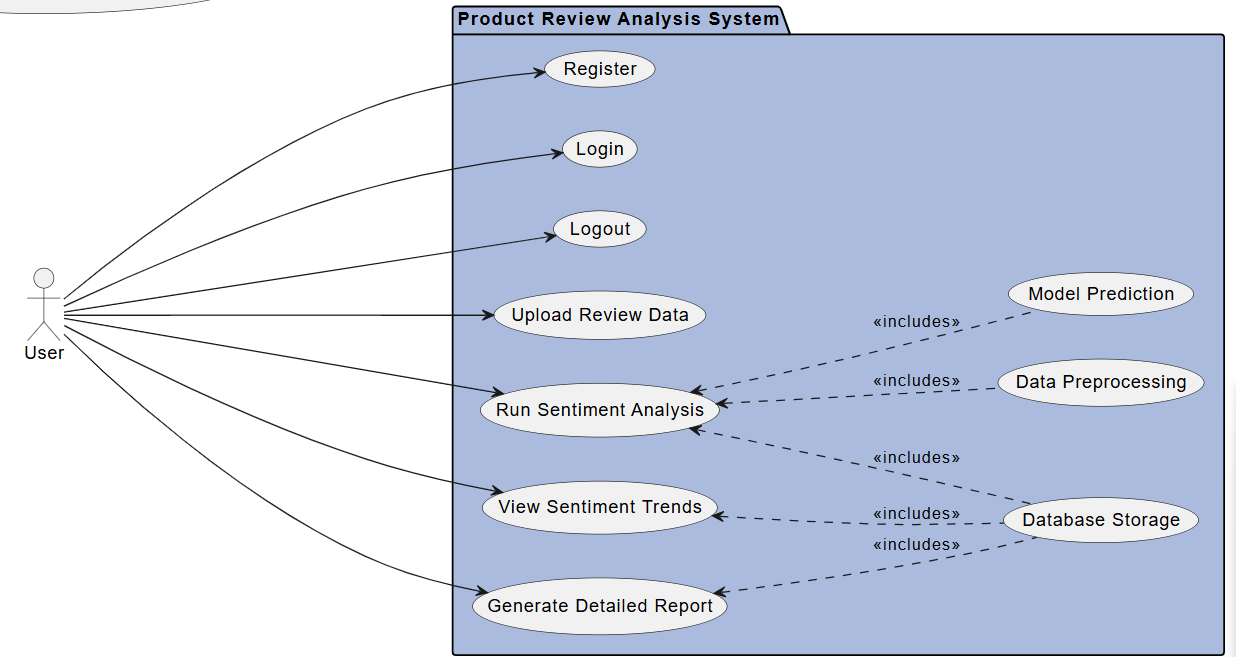 Product Review Analysis System
Register
Login
Logout
Model Prediction
Upload Review Data
«includes»
User
«includes»
Data Preprocessing
Run Sentiment Analysis
«includes»
View Sentiment Trends
«includes»
Database Storage
«includes»
Generate Detailed Report